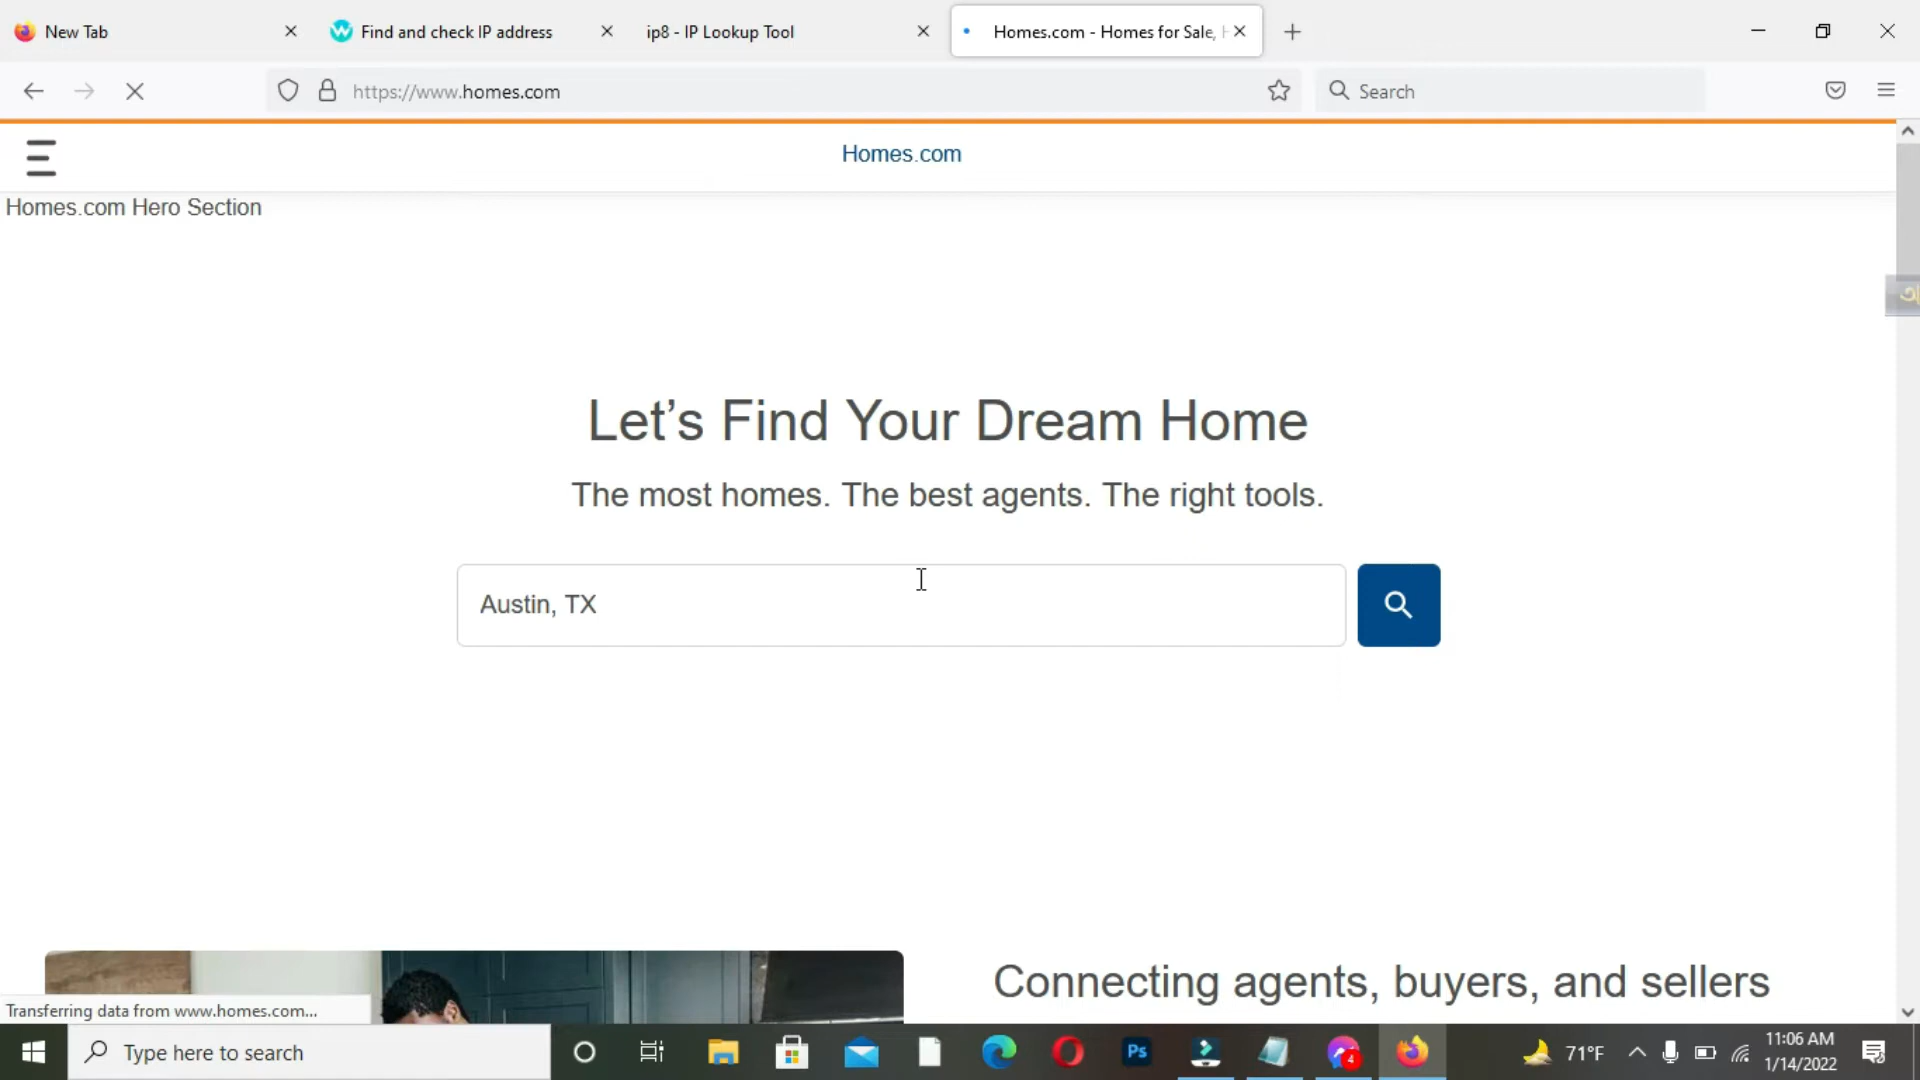 New Tab
Find and check IP address
ip8 - IP Lookup Tool
Homes.com - Homes for Sale,
https://www.homes.com
Search
Homes.com
Homes.com Hero Section
Let’s Find Your Dream Home
The most homes. The best agents. The right tools.
Austin, TX
Connecting agents, buyers, and sellers
Transferring data from www.homes.com...
Type here to search
Ps
4
71°F
11:06 AM
1/14/2022